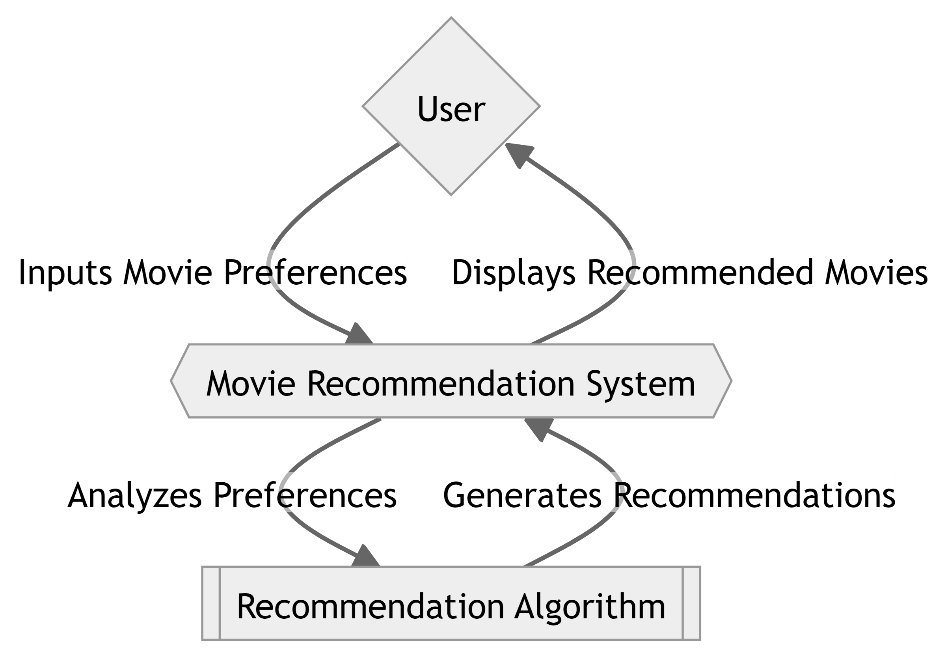 User
Inputs Movie Preferences
Displays Recommended Movies
Movie Recommendation System
Analyzes Preferences
Generates Recommendations
Recommendation Algorithm